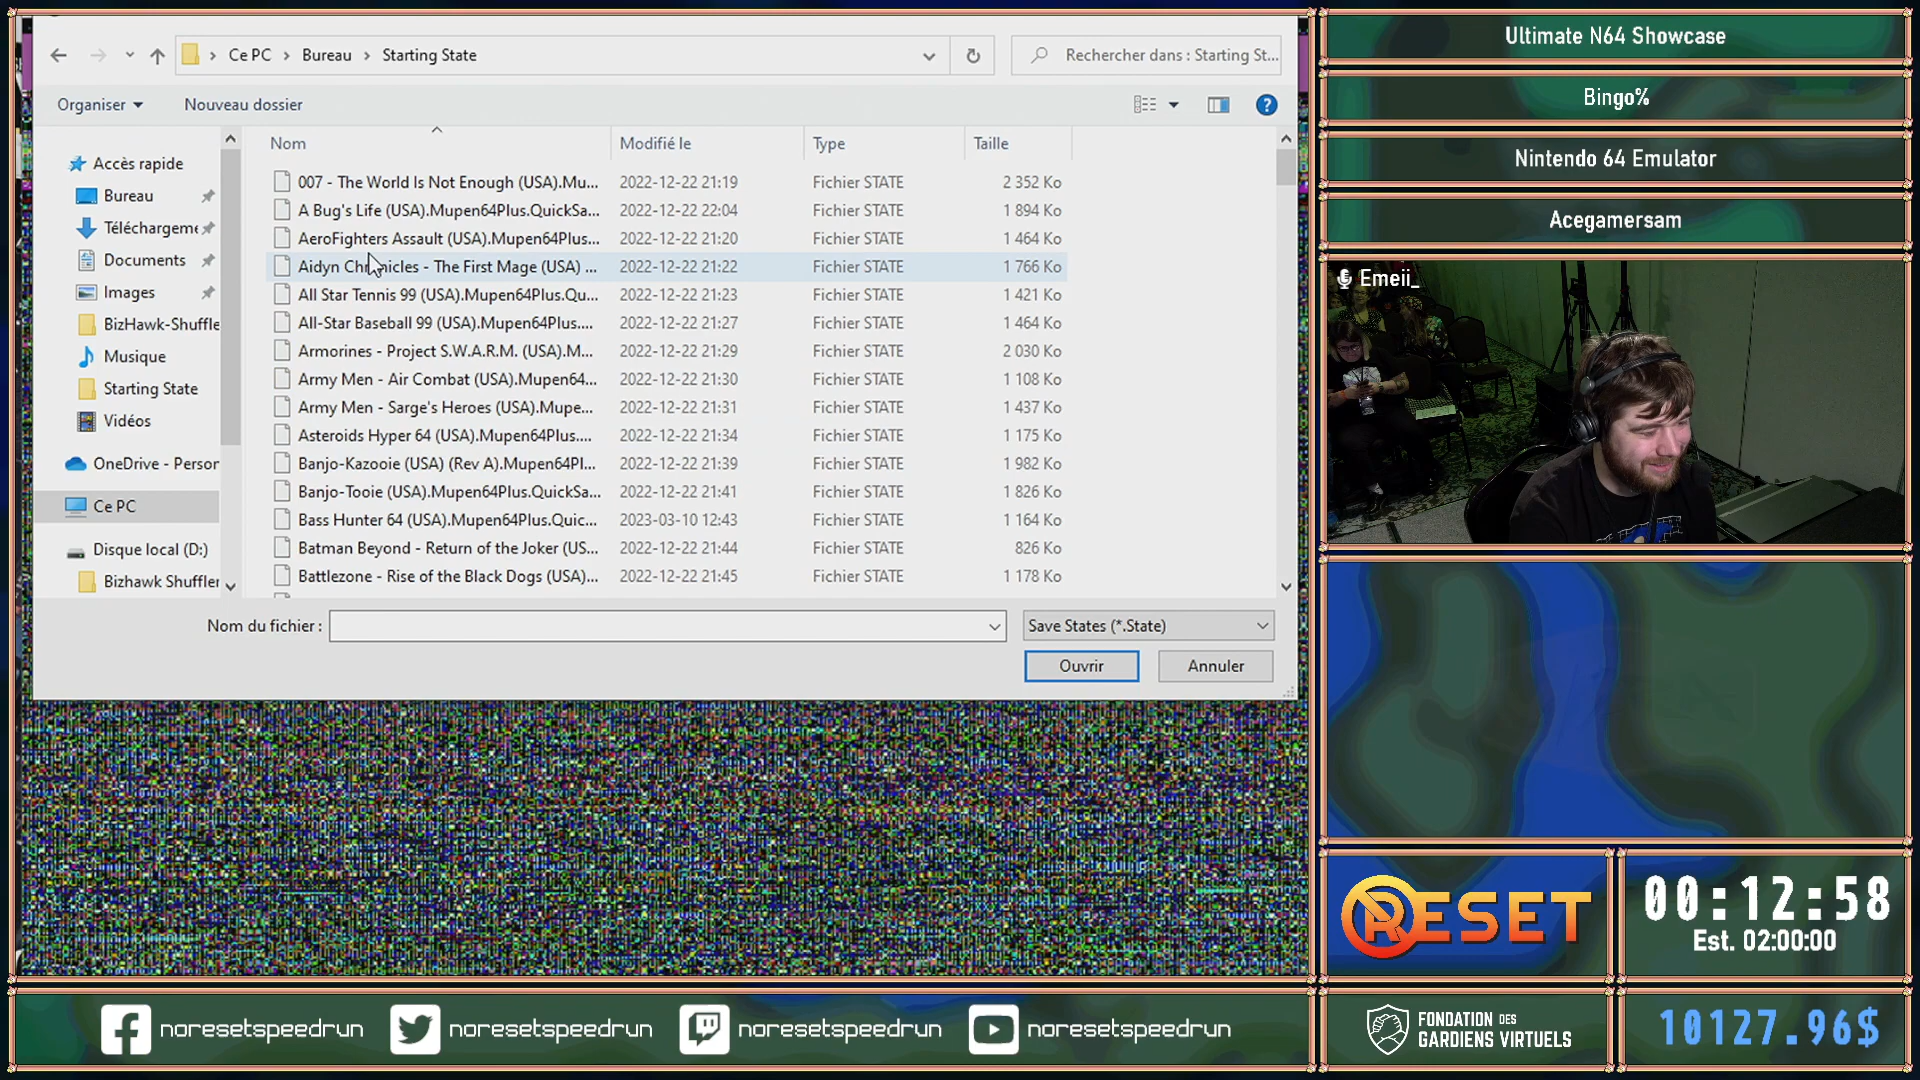 Ce PC
Bureau
Starting State
Rechercher dans : Starting St...
Organiser
Nouveau dossier
?
Nom
Modifié le
Type
Taille
Accès rapide
Bureau
Téléchargeme
Documents
Images
BizHawk-Shuffle
Musique
Starting State
Vidéos
OneDrive - Person
Ce PC
Disque local (D:)
Bizhawk Shuffler
007 - The World Is Not Enough (USA).Mu... 2022-12-22 21:19 Fichier STATE 2 352 Ko
A Bug's Life (USA).Mupen64Plus.QuickSa... 2022-12-22 22:04 Fichier STATE 1 894 Ko
AeroFighters Assault (USA).Mupen64Plus... 2022-12-22 21:20 Fichier STATE 1 464 Ko
Aidyn Chronicles - The First Mage (USA) ... 2022-12-22 21:22 Fichier STATE 1 766 Ko
All Star Tennis 99 (USA).Mupen64Plus.Qu... 2022-12-22 21:23 Fichier STATE 1 421 Ko
All-Star Baseball 99 (USA).Mupen64Plus.... 2022-12-22 21:27 Fichier STATE 1 464 Ko
Armorines - Project S.W.A.R.M. (USA).M... 2022-12-22 21:29 Fichier STATE 2 030 Ko
Army Men - Air Combat (USA).Mupen64... 2022-12-22 21:30 Fichier STATE 1 108 Ko
Army Men - Sarge's Heroes (USA).Mupe... 2022-12-22 21:31 Fichier STATE 1 437 Ko
Asteroids Hyper 64 (USA).Mupen64Plus.... 2022-12-22 21:34 Fichier STATE 1 175 Ko
Banjo-Kazooie (USA) (Rev A).Mupen64Pl... 2022-12-22 21:39 Fichier STATE 1 982 Ko
Banjo-Tooie (USA).Mupen64Plus.QuickSa... 2022-12-22 21:41 Fichier STATE 1 826 Ko
Bass Hunter 64 (USA).Mupen64Plus.Quic... 2023-03-10 12:43 Fichier STATE 1 164 Ko
Batman Beyond - Return of the Joker (US... 2022-12-22 21:44 Fichier STATE 826 Ko
Battlezone - Rise of the Black Dogs (USA)... 2022-12-22 21:45 Fichier STATE 1 178 Ko
Nom du fichier :
Save States (*.State)
Ouvrir
Annuler
Ultimate N64 Showcase
Bingo%
Nintendo 64 Emulator
Acegamersam
Emeii_
RESET
00:12:58
Est. 02:00:00
noresetspeedrun
noresetspeedrun
noresetspeedrun
noresetspeedrun
FONDATION DES
GARDIENS VIRTUELS
10127.96$